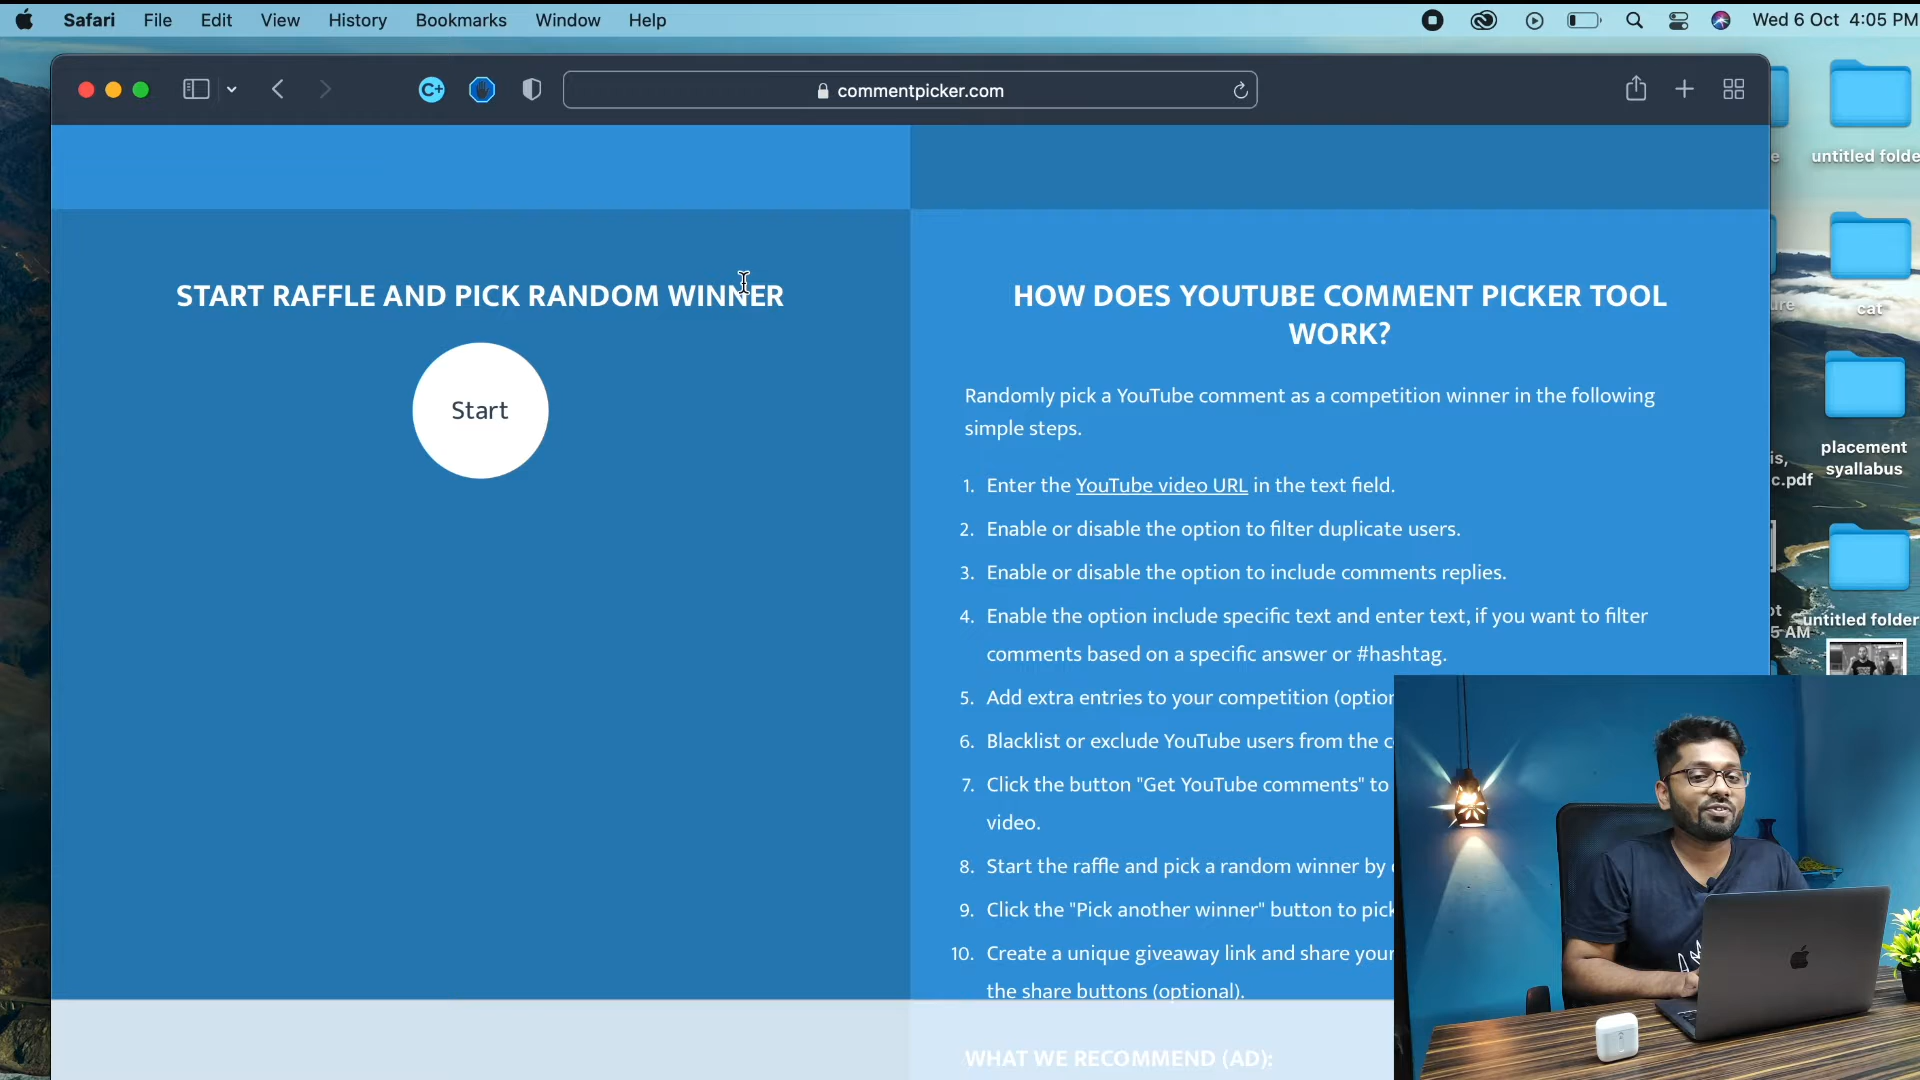 Safari File Edit View History Bookmarks Window Help Wed 6 Oct 4:05 PM
C+ commentpicker.com
untitled folde
START RAFFLE AND PICK RANDOM WINNER
Start
HOW DOES YOUTUBE COMMENT PICKER TOOL
WORK?
Randomly pick a YouTube comment as a competition winner in the following
simple steps.
1. Enter the YouTube video URL in the text field.
2. Enable or disable the option to filter duplicate users.
3. Enable or disable the option to include comments replies.
4. Enable the option include specific text and enter text, if you want to filter
comments based on a specific answer or #hashtag.
5. Add extra entries to your competition (option
6. Blacklist or exclude YouTube users from the c
7. Click the button "Get YouTube comments" to
video.
8. Start the raffle and pick a random winner by
9. Click the "Pick another winner" button to pick
10. Create a unique giveaway link and share your
the share buttons (optional).
WHAT WE RECOMMEND (AD):
cat
placement
syallabus
is,
c.pdf
untitled folder
5 AM